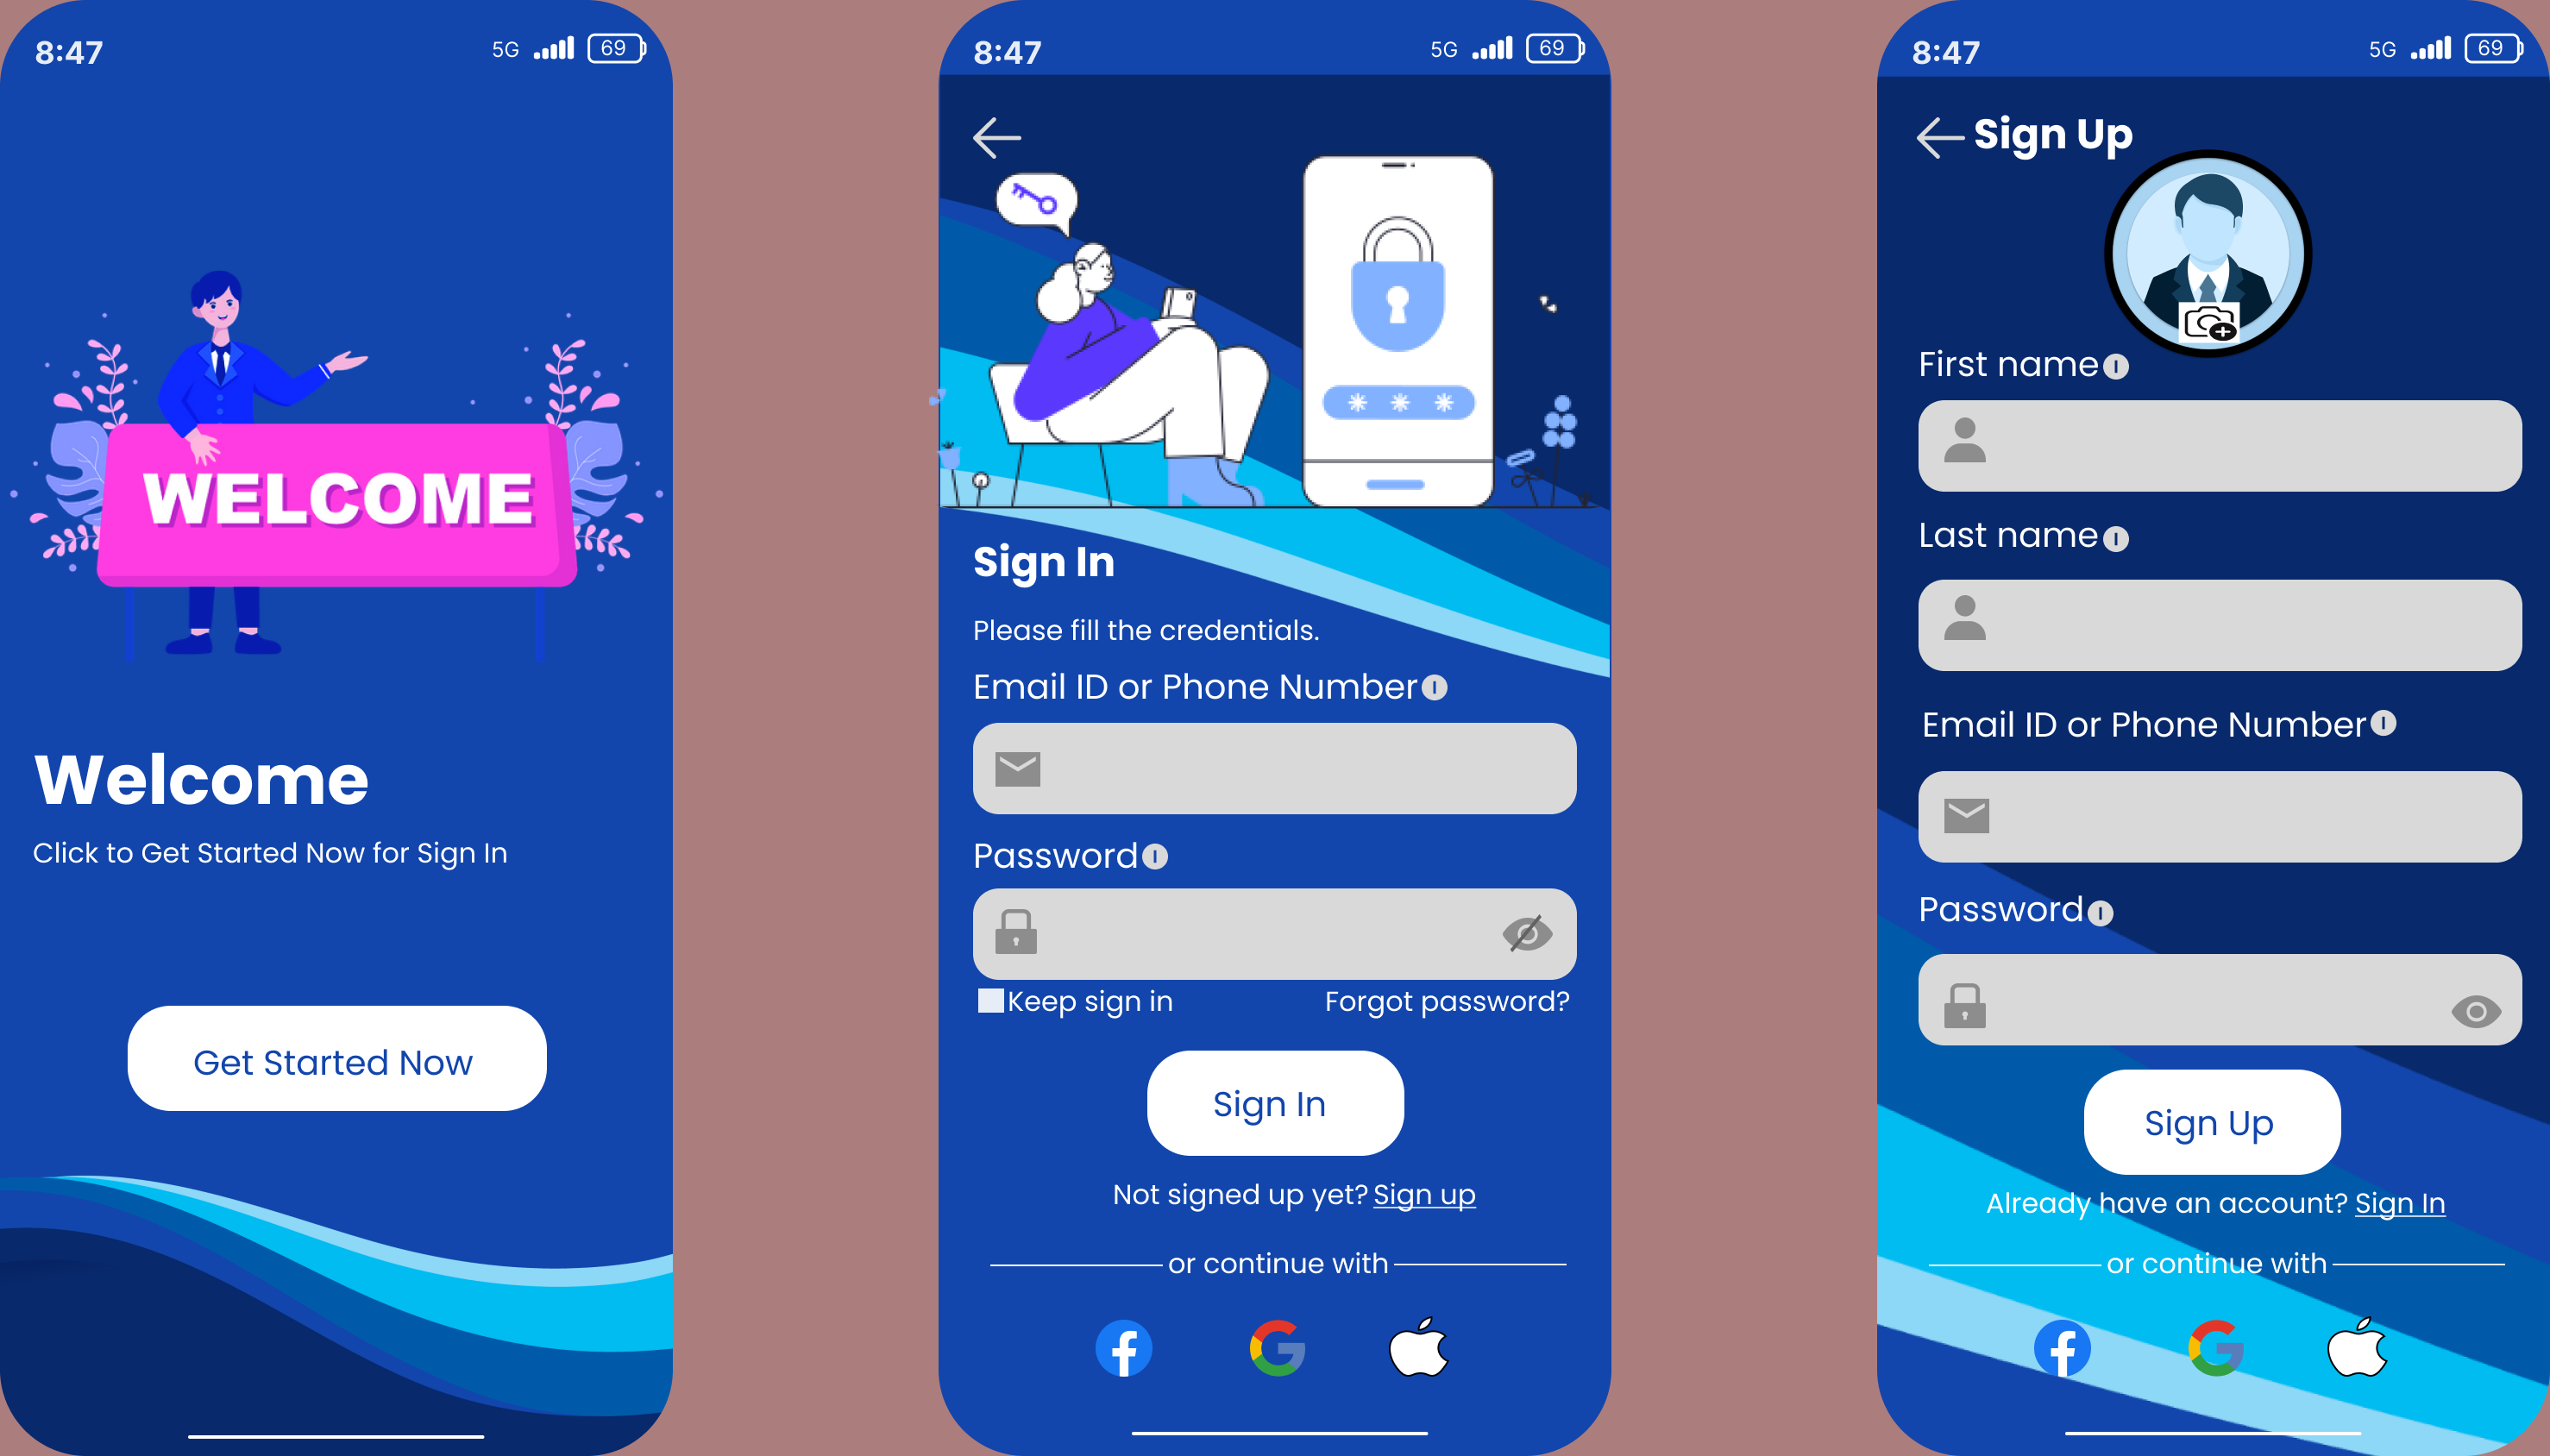 8:47
5G
69
WELCOME
Welcome
Click to Get Started Now for Sign In
Get Started Now
8:47
5G
69
Sign In
Please fill the credentials.
Email ID or Phone Number
Password
Keep sign in
Forgot password?
Sign In
Not signed up yet? Sign up
or continue with
8:47
5G
69
Sign Up
First name
Last name
Email ID or Phone Number
Password
Sign Up
Already have an account? Sign In
or continue with